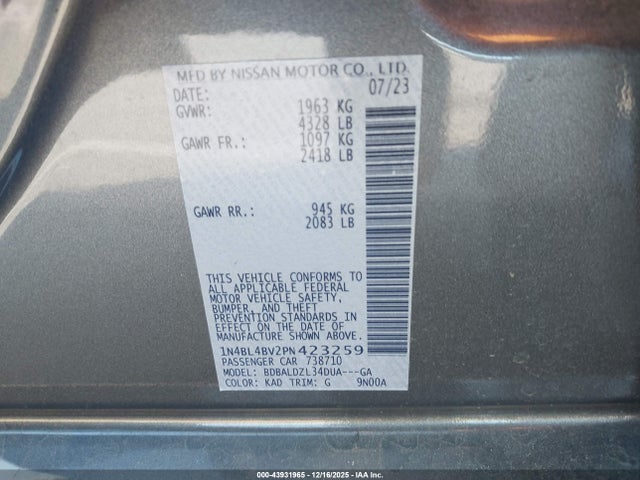 MFD BY NISSAN MOTOR CO., LTD.
DATE: 07/23
GVWR: 1963 KG
4328 LB
GAWR FR.: 1097 KG
2418 LB
GAWR RR.: 945 KG
2083 LB
THIS VEHICLE CONFORMS TO
ALL APPLICABLE FEDERAL
MOTOR VEHICLE SAFETY,
BUMPER, AND THEFT
PREVENTION STANDARDS IN
EFFECT ON THE DATE OF
MANUFACTURE SHOWN ABOVE.
1N4BL4BV2PN423259
PASSENGER CAR 738710
MODEL: BDBALDZL34DUA---GA
COLOR: KAD TRIM: G 9N00A
000-43931965 - 12/16/2025 - IAA Inc.